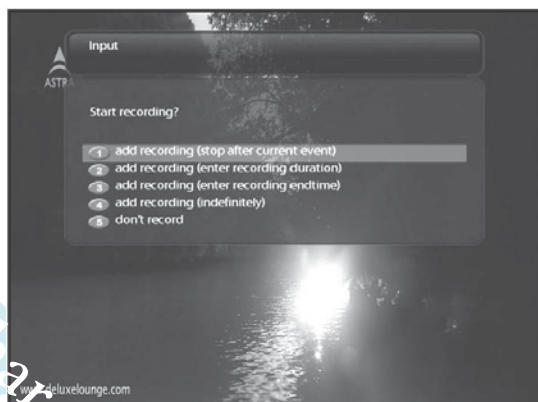 Input
ASTRA
Start recording?
1 add recording (stop after current event)
2 add recording (enter recording duration)
3 add recording (enter recording endtime)
4 add recording (indefinitely)
5 don't record
deluxelounge.com